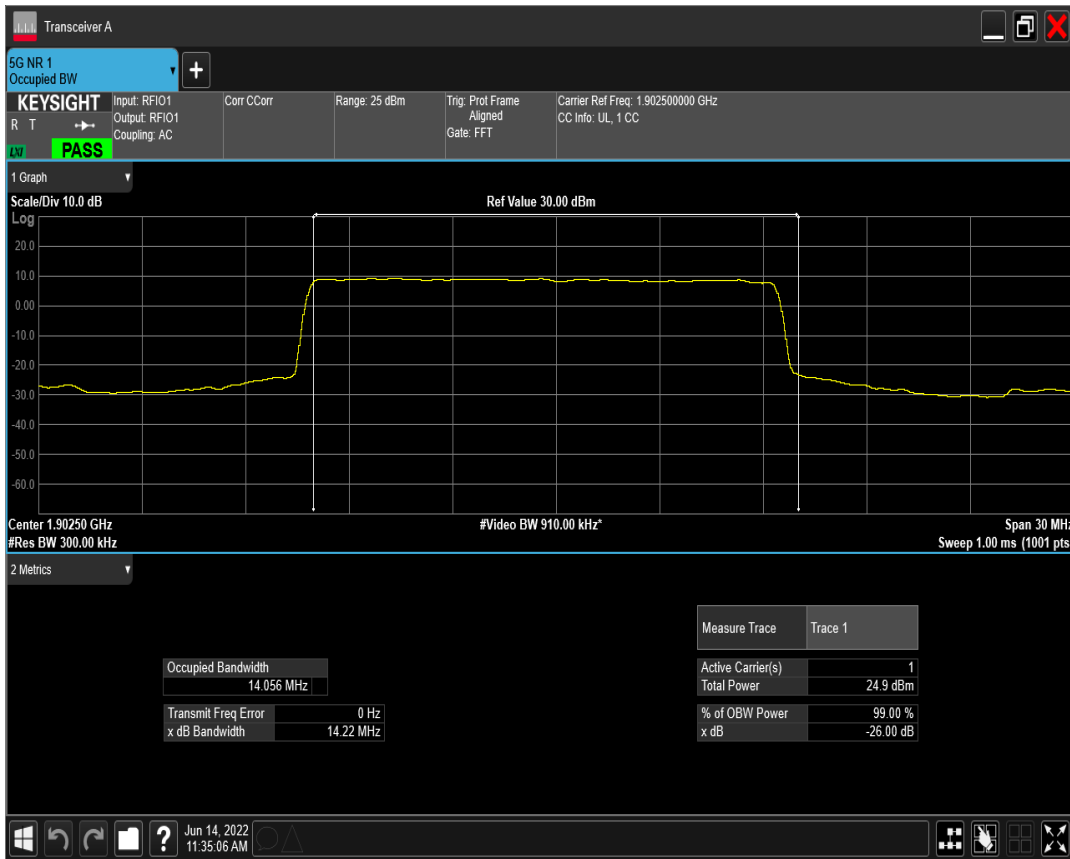 Transceiver A
5G NR 1
Occupied BW
+
KEYSIGHT
R T
LXI
PASS
Input: RFIO1
Output: RFIO1
Coupling: AC
Corr CCorr
Range: 25 dBm
Trig: Prot Frame
Aligned
Gate: FFT
Carrier Ref Freq: 1.902500000 GHz
CC Info: UL, 1 CC
1 Graph
Scale/Div 10.0 dB
Ref Value 30.00 dBm
Log
20.0
10.0
0.00
-10.0
-20.0
-30.0
-40.0
-50.0
-60.0
Center 1.90250 GHz
#Video BW 910.00 kHz*
Span 30 MHz
#Res BW 300.00 kHz
Sweep 1.00 ms (1001 pts
2 Metrics
Measure Trace Trace 1
Occupied Bandwidth
14.056 MHz
Active Carrier(s) 1
Total Power 24.9 dBm
Transmit Freq Error 0 Hz
x dB Bandwidth 14.22 MHz
% of OBW Power 99.00 %
x dB -26.00 dB
?
Jun 14, 2022
11:35:06 AM